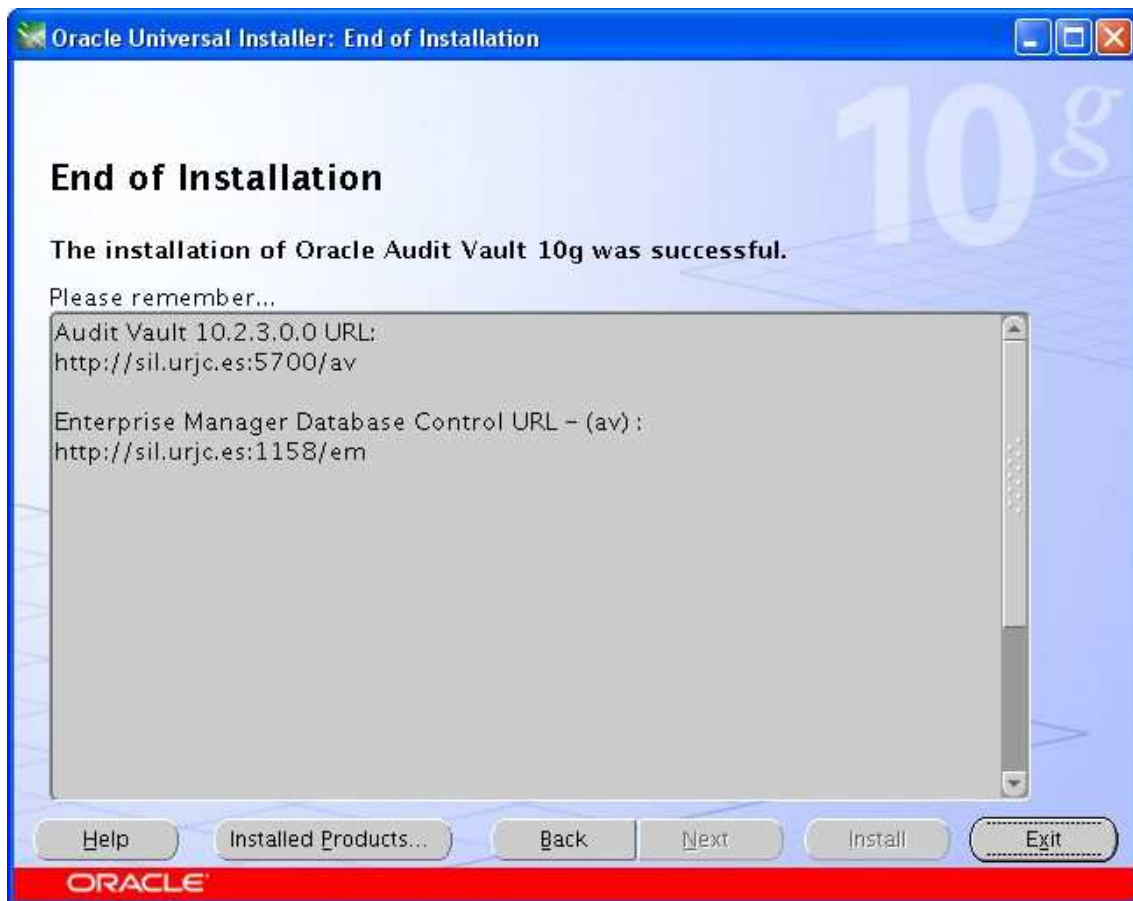 Oracle Universal Installer: End of Installation
10g
End of Installation
The installation of Oracle Audit Vault 10g was successful.
Please remember...
Audit Vault 10.2.3.0.0 URL:
http://sil.urjc.es:5700/av
Enterprise Manager Database Control URL – (av) :
http://sil.urjc.es:1158/em
Help
Installed Products...
Back
Next
Install
Exit
ORACLE